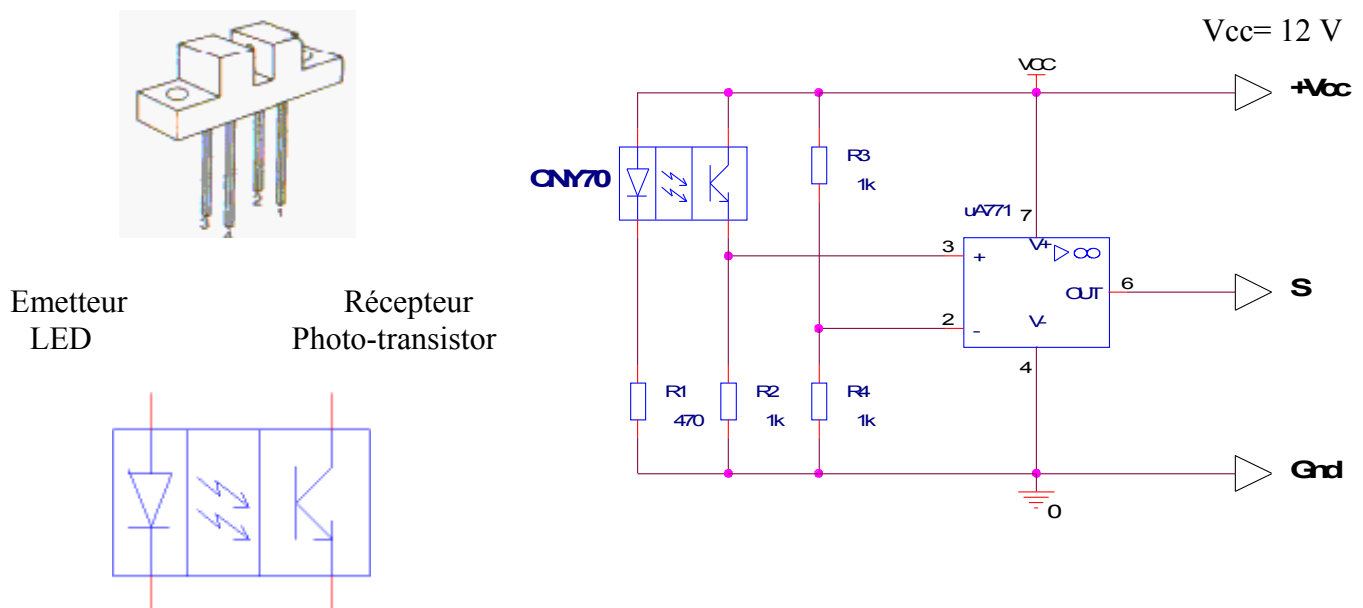 Vcc= 12 V
VCC
+Vcc
R3
1k
CNY70
uA771
7
3
+
V+
∞
Emetteur
LED
Récepteur
Photo-transistor
OUT
6
S
2
-
V-
4
R1
470
R2
1k
R4
1k
Gnd
0
3
4
2
1